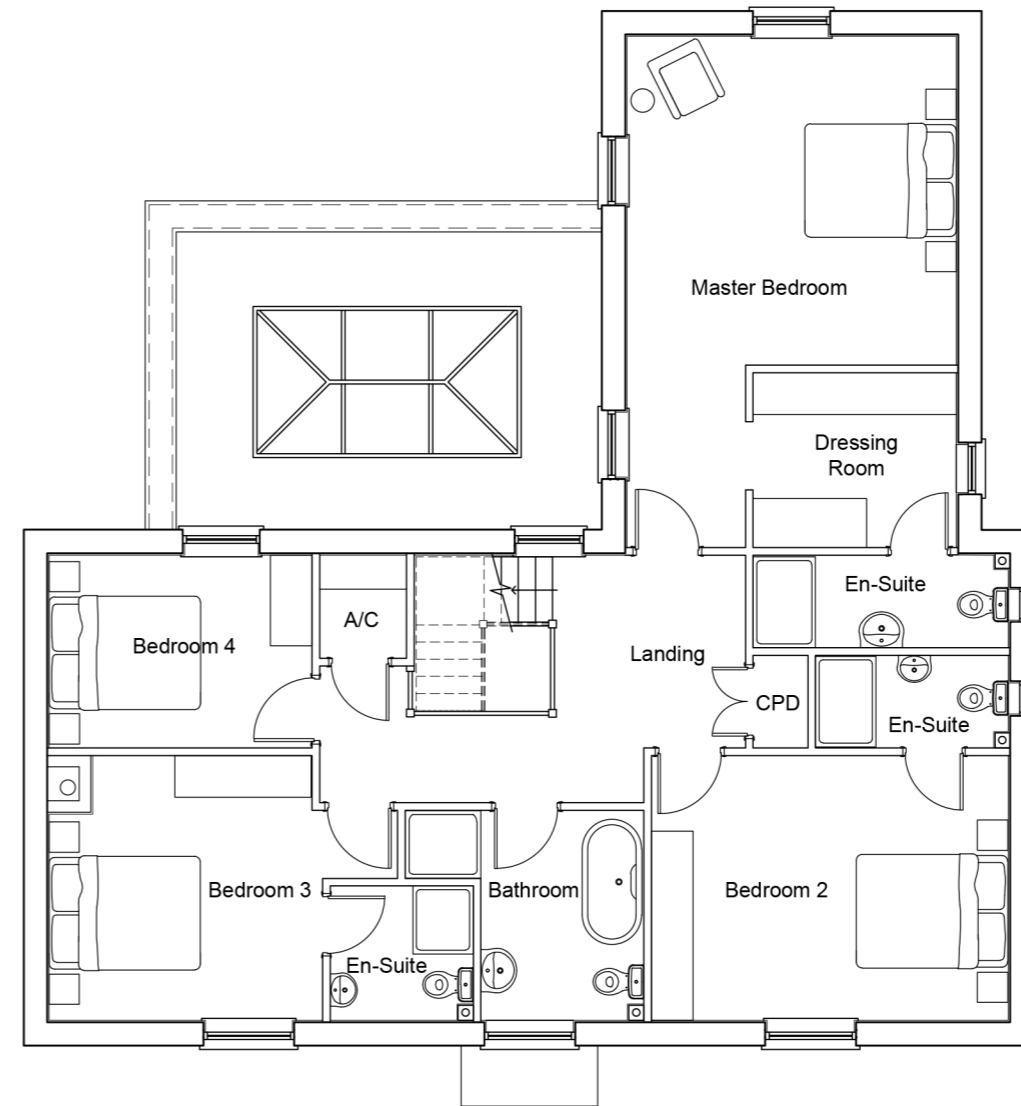 Master Bedroom
Dressing
Room
En-Suite
A/C
Bedroom 4
Landing
CPD
En-Suite
Bedroom 3
Bathroom
Bedroom 2
En-Suite